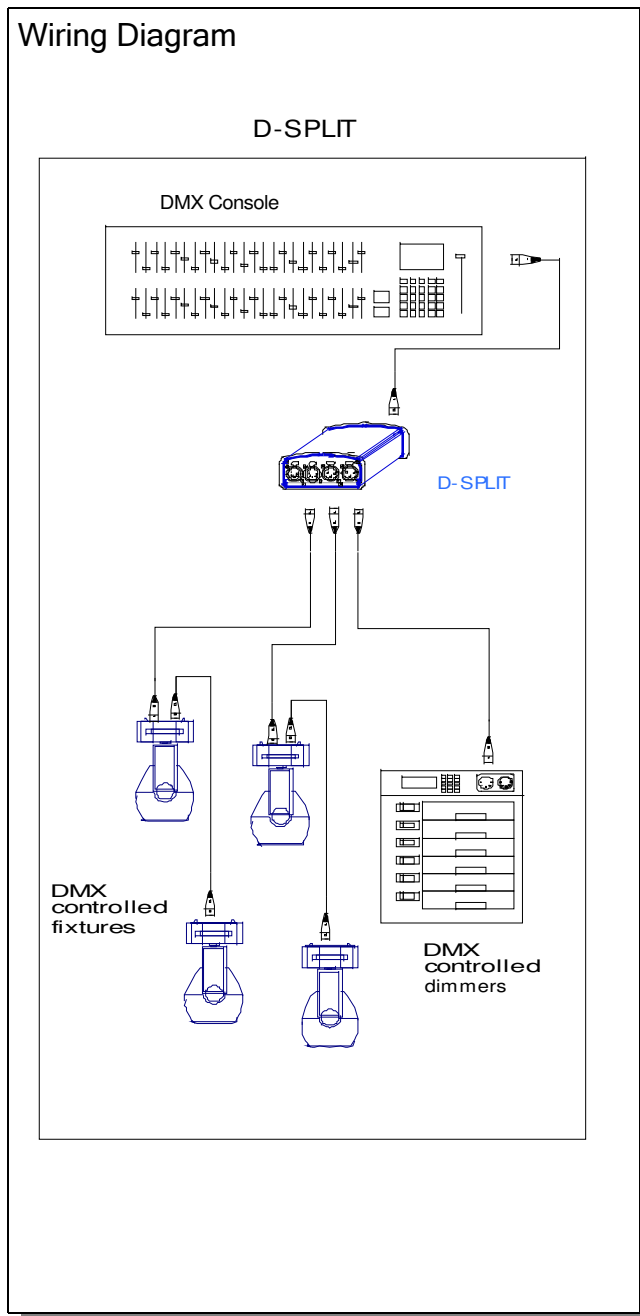 Wiring Diagram
D-SPLIT
DMX Console
D-SPLIT
DMX
controlled
fixtures
DMX
controlled
dimmers